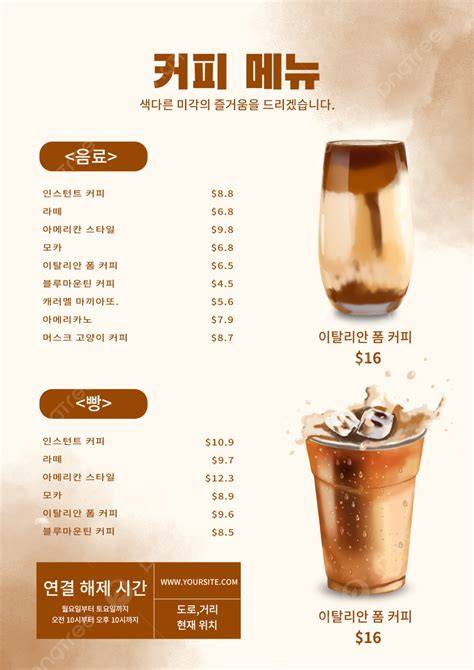 커피 메뉴
색다른 미각의 즐거움을 드리겠습니다.
<음료>
인스턴트 커피 $8.8
라떼 $6.8
아메리칸 스타일 $9.8
모카 $6.8
이탈리안 폼 커피 $6.5
블루마운틴 커피 $4.5
캐러멜 마끼아또. $5.6
아메리카노 $7.9
머스크 고양이 커피 $8.7
이탈리안 폼 커피
$16
<빵>
인스턴트 커피 $10.9
라떼 $9.7
아메리칸 스타일 $12.3
모카 $8.9
이탈리안 폼 커피 $9.6
블루마운틴 커피 $8.5
이탈리안 폼 커피
$16
연결 해제 시간
월요일부터 토요일까지
오전 10시부터 오후 10시까지
WWW.YOURSITE.COM
도로,거리
현재 위치
pngtree